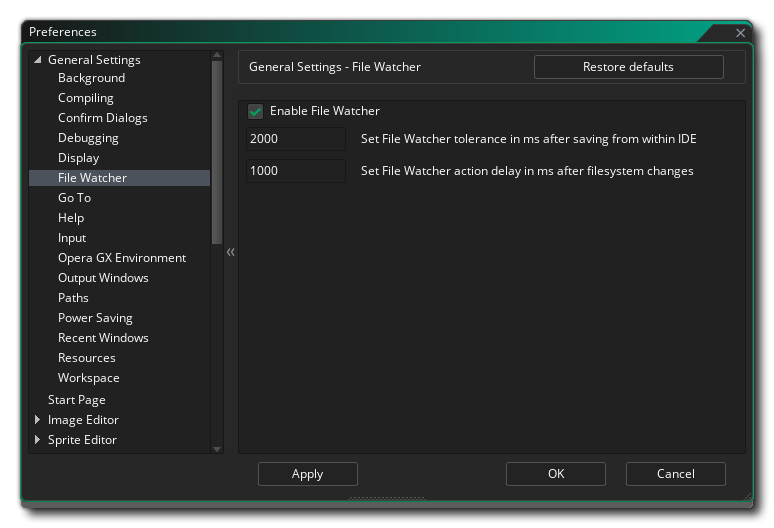 Preferences
General Settings
Background
Compiling
Confirm Dialogs
Debugging
Display
File Watcher
Go To
Help
Input
Opera GX Environment
Output Windows
Paths
Power Saving
Recent Windows
Resources
Workspace
Start Page
Image Editor
Sprite Editor
General Settings - File Watcher
Restore defaults
Enable File Watcher
2000 Set File Watcher tolerance in ms after saving from within IDE
1000 Set File Watcher action delay in ms after filesystem changes
Apply
OK
Cancel